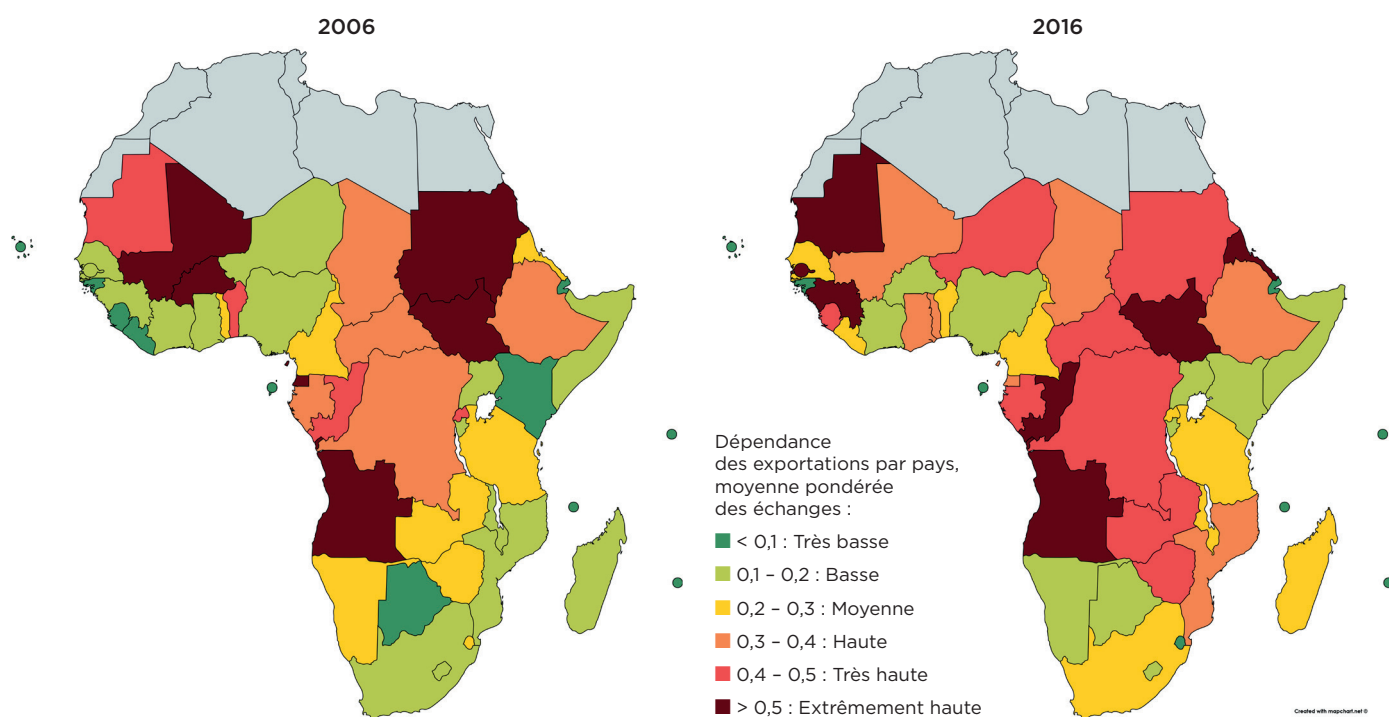 2006
2016
Dépendance
des exportations par pays,
moyenne pondérée
des échanges :
< 0,1 : Très basse
0,1 – 0,2 : Basse
0,2 – 0,3 : Moyenne
0,3 – 0,4 : Haute
0,4 – 0,5 : Très haute
> 0,5 : Extrêmement haute
Created with mapchart.net ©